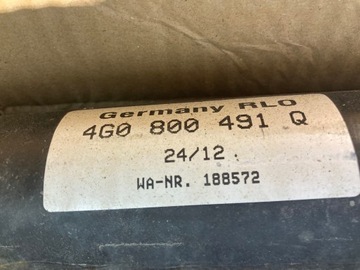 Germany RLO
4G0 800 491 Q
24/12
WA-NR. 188572